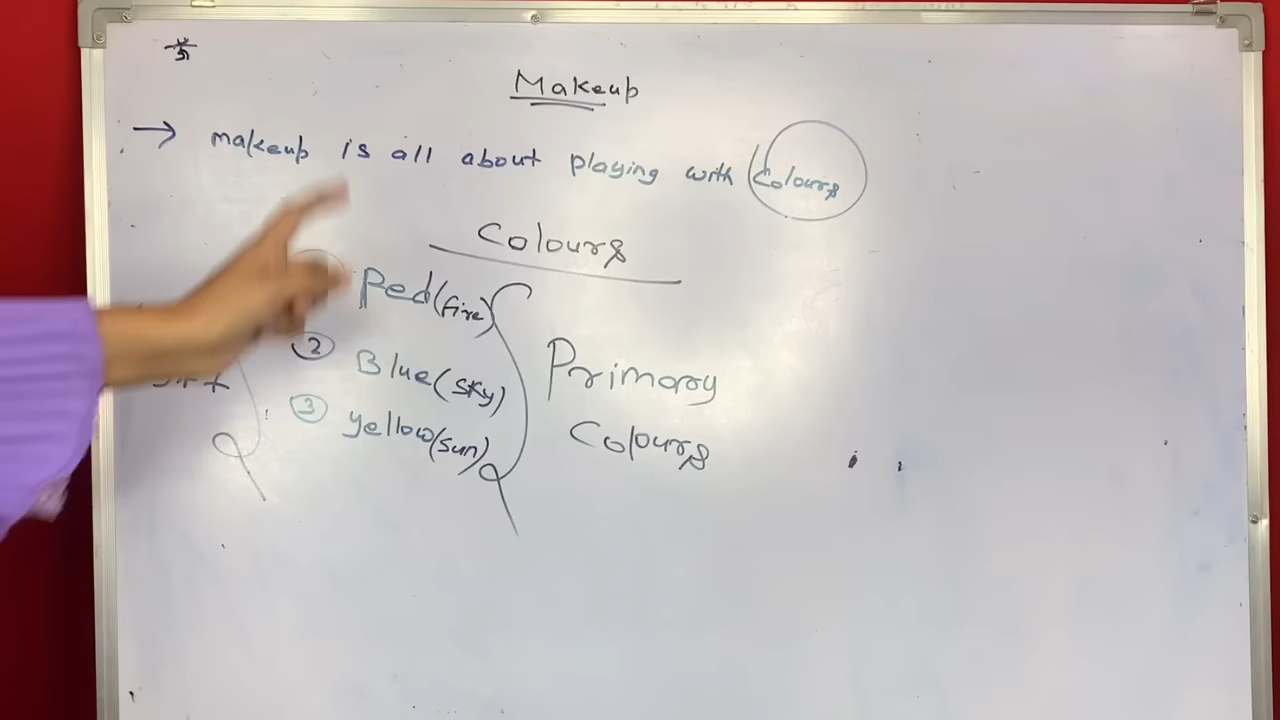 Makeup
→ makeup is all about playing with Colours
Colours
Red (fire)
② Blue (sky)
③ yellow (sun)
Primary
Colours